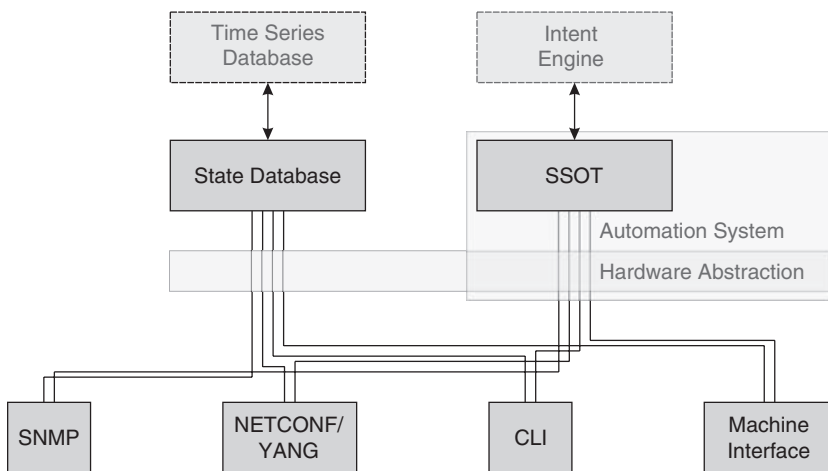 Time Series
Database
Intent
Engine
State Database
SSOT
Automation System
Hardware Abstraction
SNMP
NETCONF/
YANG
CLI
Machine
Interface